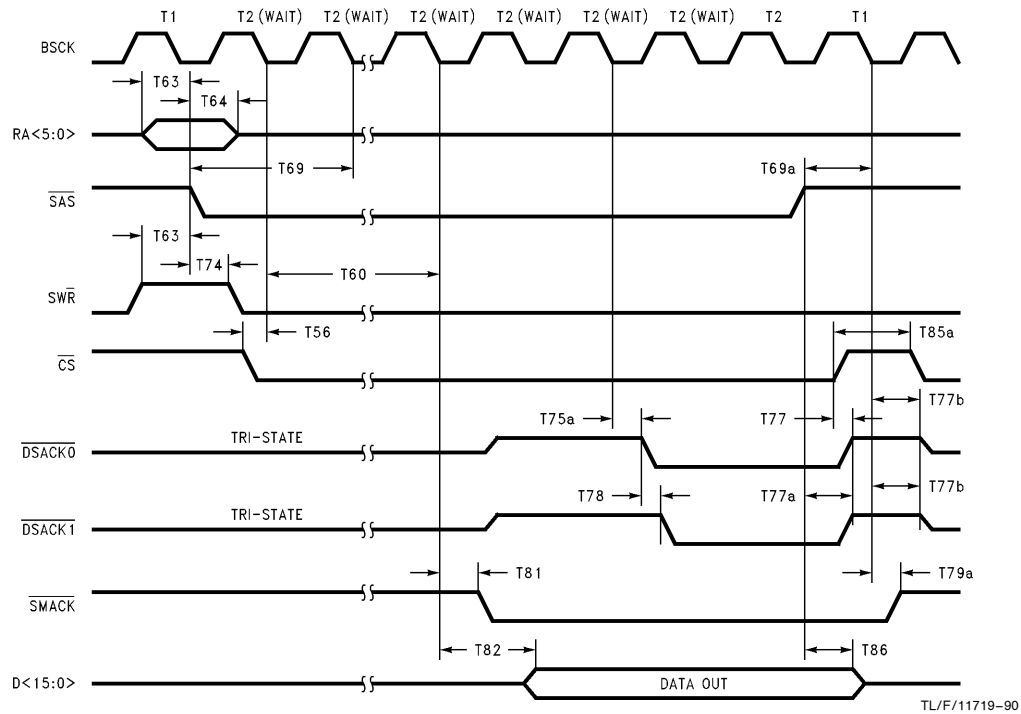 T1 T2 (WAIT) T2 (WAIT) T2 (WAIT) T2 (WAIT) T2 (WAIT) T2 (WAIT) T2 T1
BSCK
T63
T64
RA<5:0>
T69 T69a
SAS
T63
T74 T60
SWR
T56 T85a
CS
T77b
T75a T77
TRI-STATE
DSACK0
T77b
T78 T77a
TRI-STATE
DSACK1
T81 T79a
SMACK
T82 T86
D<15:0> DATA OUT
TL/F/11719-90